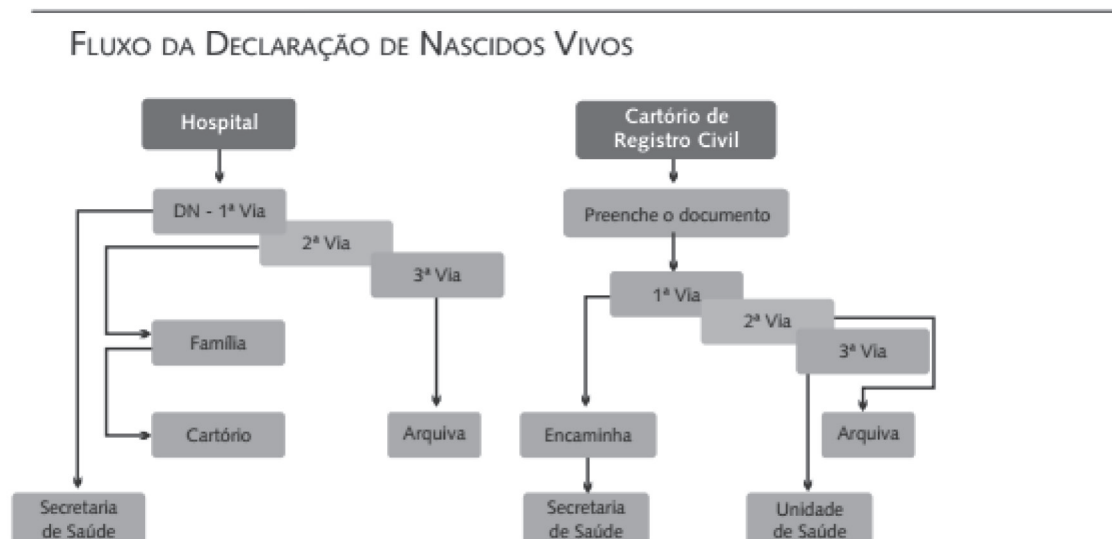 Fluxo da Declaração de Nascidos Vivos
Hospital
DN - 1ª Via
2ª Via
3ª Via
Família
Cartório
Arquiva
Secretaria
de Saúde
Cartório de
Registro Civil
Preenche o documento
1ª Via
2ª Via
3ª Via
Encaminha
Arquiva
Secretaria
de Saúde
Unidade
de Saúde